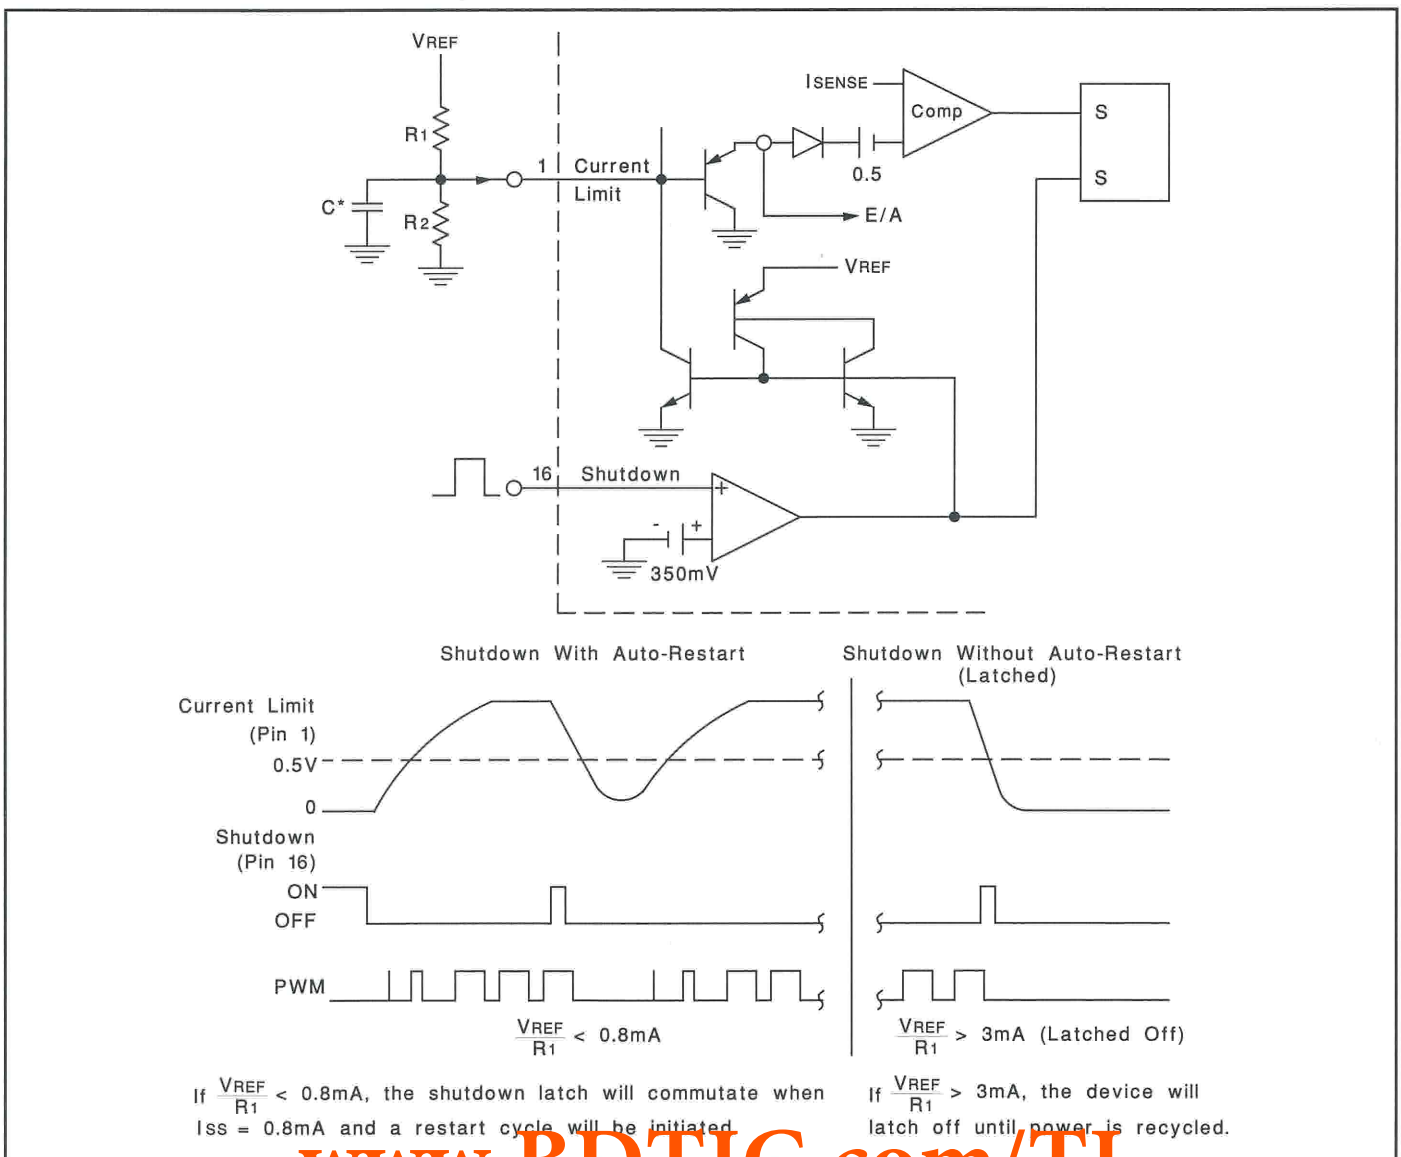 VREF
R1
C*
R2
1
Current
Limit
ISENSE
Comp
0.5
E/A
S
S
VREF
16
Shutdown
+
- +
350mV
Shutdown With Auto-Restart
Shutdown Without Auto-Restart
(Latched)
Current Limit
(Pin 1)
0.5V
0
Shutdown
(Pin 16)
ON
OFF
PWM
VREF
R1
< 0.8mA
VREF
R1
> 3mA (Latched Off)
If VREF/R1 < 0.8mA, the shutdown latch will commutate when
ISS = 0.8mA and a restart cycle will be initiated.
If VREF/R1 > 3mA, the device will
latch off until power is recycled.
www.BDTIC.com/TI